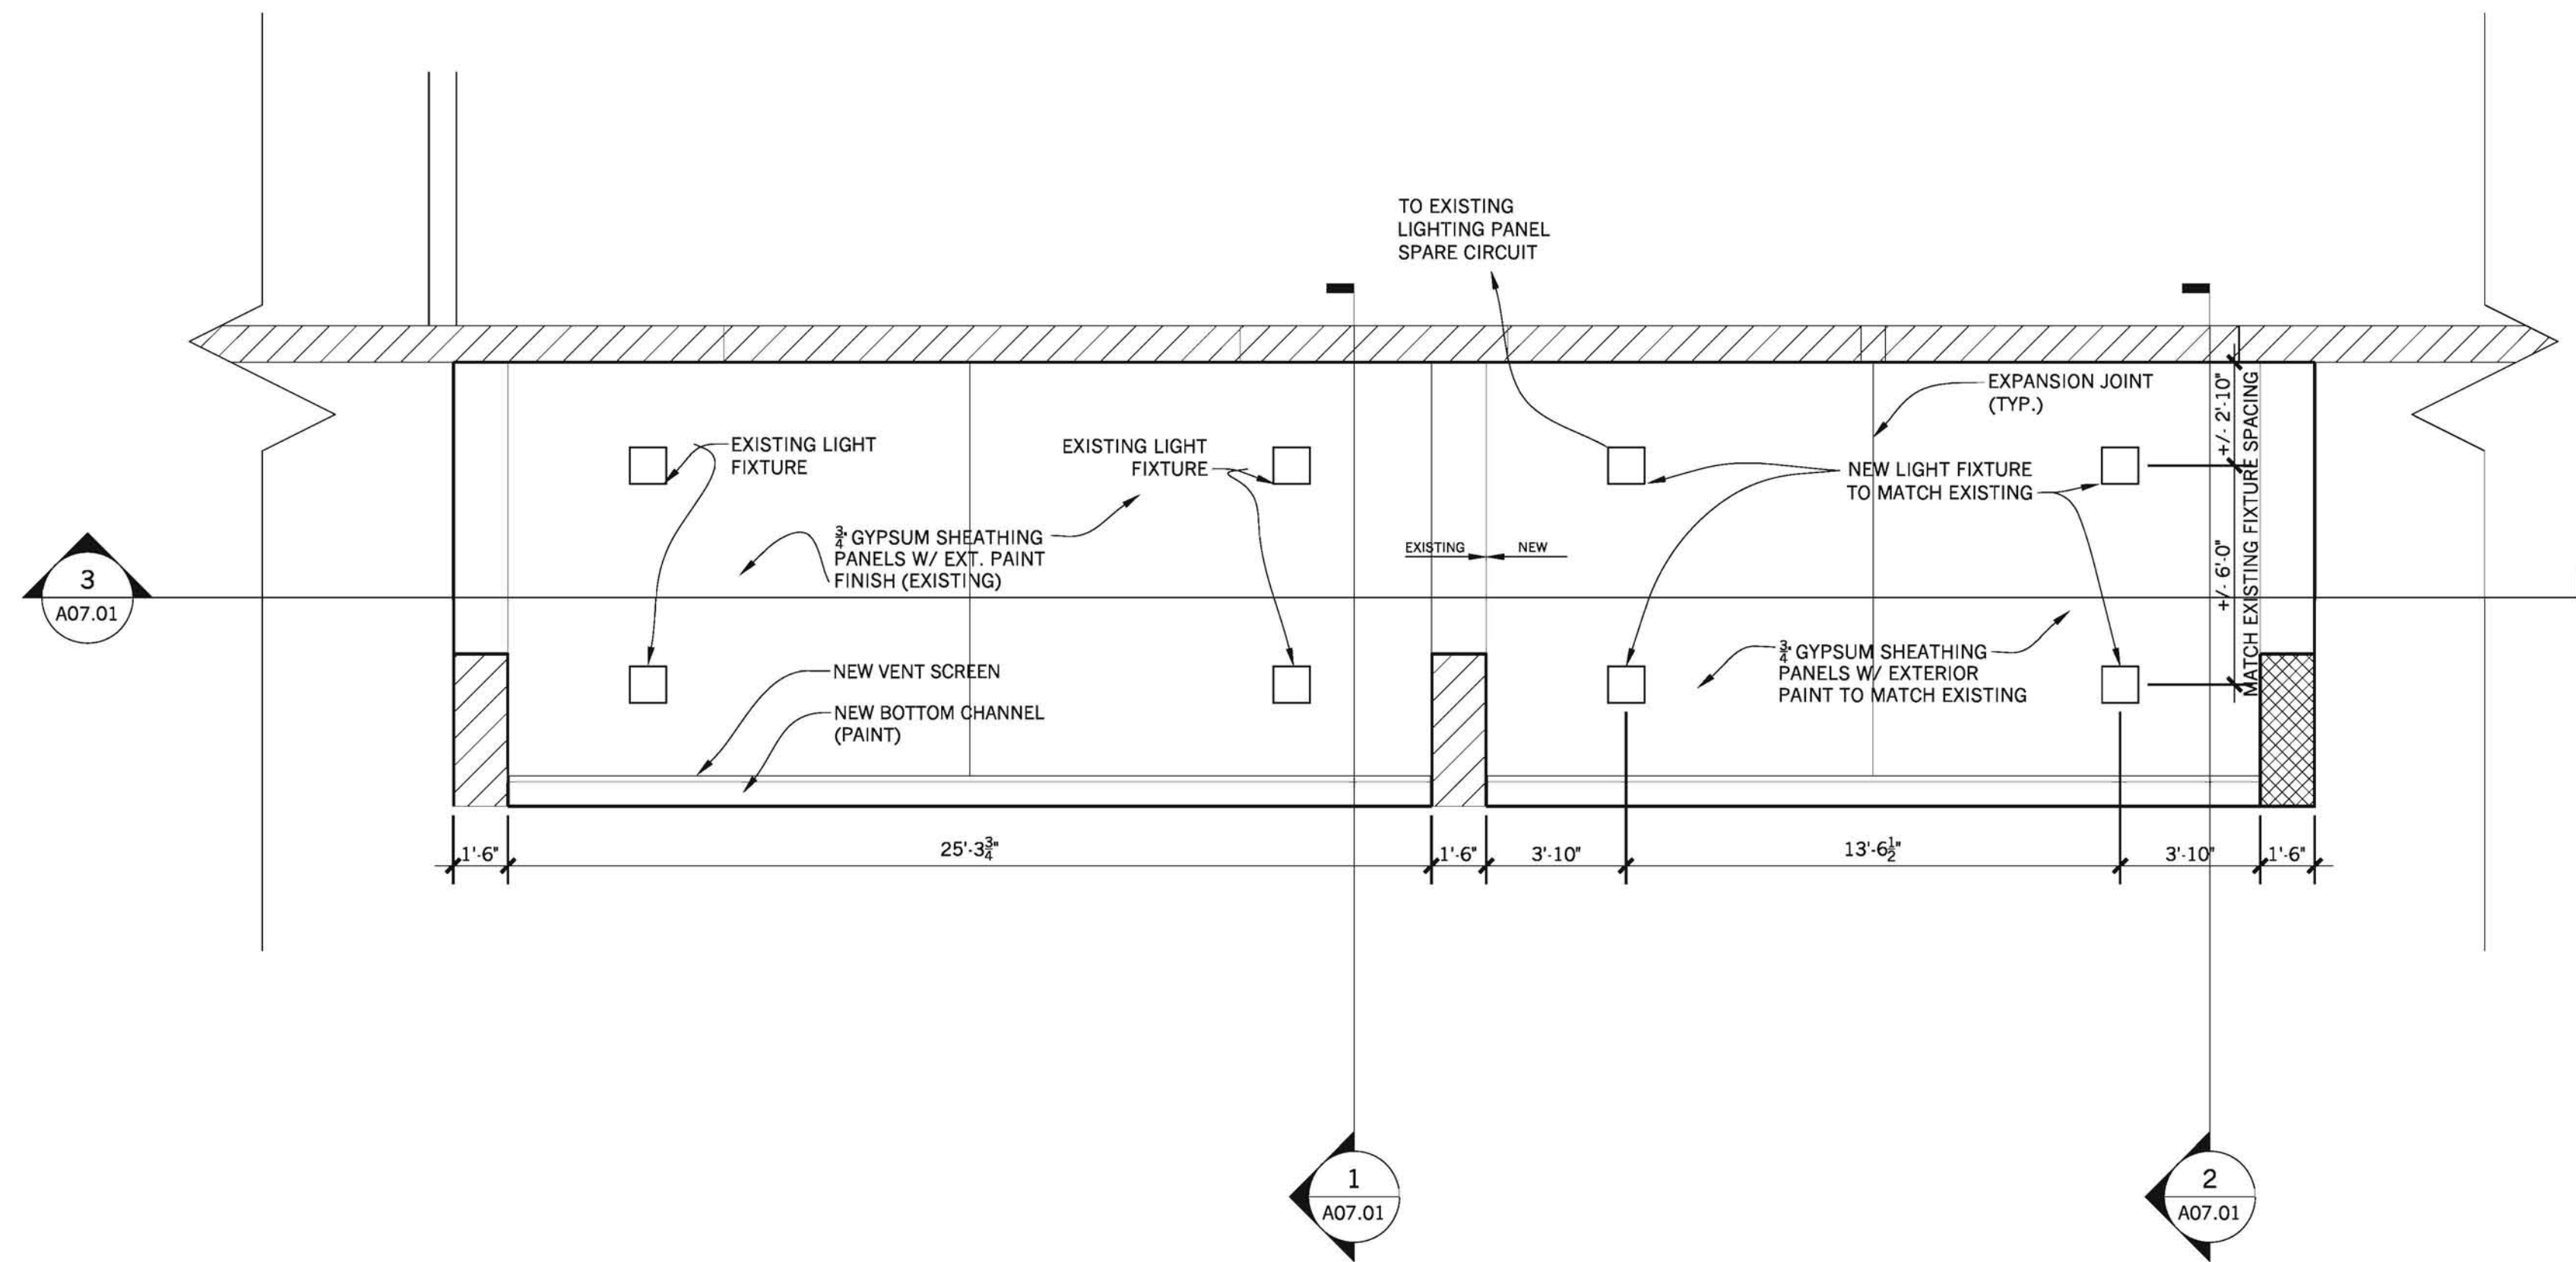 TO EXISTING
LIGHTING PANEL
SPARE CIRCUIT
EXPANSION JOINT
(TYP.)
EXISTING LIGHT
FIXTURE
EXISTING LIGHT
FIXTURE
NEW LIGHT FIXTURE
TO MATCH EXISTING
+/- 2'-10"
+/- 6'-0"
MATCH EXISTING FIXTURE SPACING
3/4" GYPSUM SHEATHING
PANELS W/ EXT. PAINT
FINISH (EXISTING)
EXISTING
NEW
3
A07.01
3/4" GYPSUM SHEATHING
PANELS W/ EXTERIOR
PAINT TO MATCH EXISTING
NEW VENT SCREEN
NEW BOTTOM CHANNEL
(PAINT)
1'-6"
25'-3 3/4"
1'-6"
3'-10"
13'-6 1/2"
3'-10"
1'-6"
1
A07.01
2
A07.01